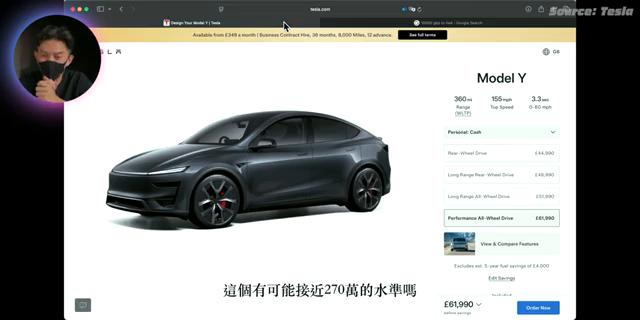 Source: Tesla
tesla.com
Design Your Model Y | Tesla
10000 gbp to twd - Google Search
Available from £349 a month | Business Contract Hire, 36 months, 8,000 Miles, 12 advance.
See full terms
S L A
GB
Model Y
360mi
155mph
3.3sec
Range
(WLTP)
Top Speed
0-60 mph
Personal: Cash
Rear-Wheel Drive
£44,990
Long Range Rear-Wheel Drive
£48,990
Long Range All-Wheel Drive
£51,990
Performance All-Wheel Drive
£61,990
View & Compare Features
Excludes est. 5-year fuel savings of £4,000
Edit Savings
£61,990
before savings
Order Now
這個有可能接近270萬的水準嗎